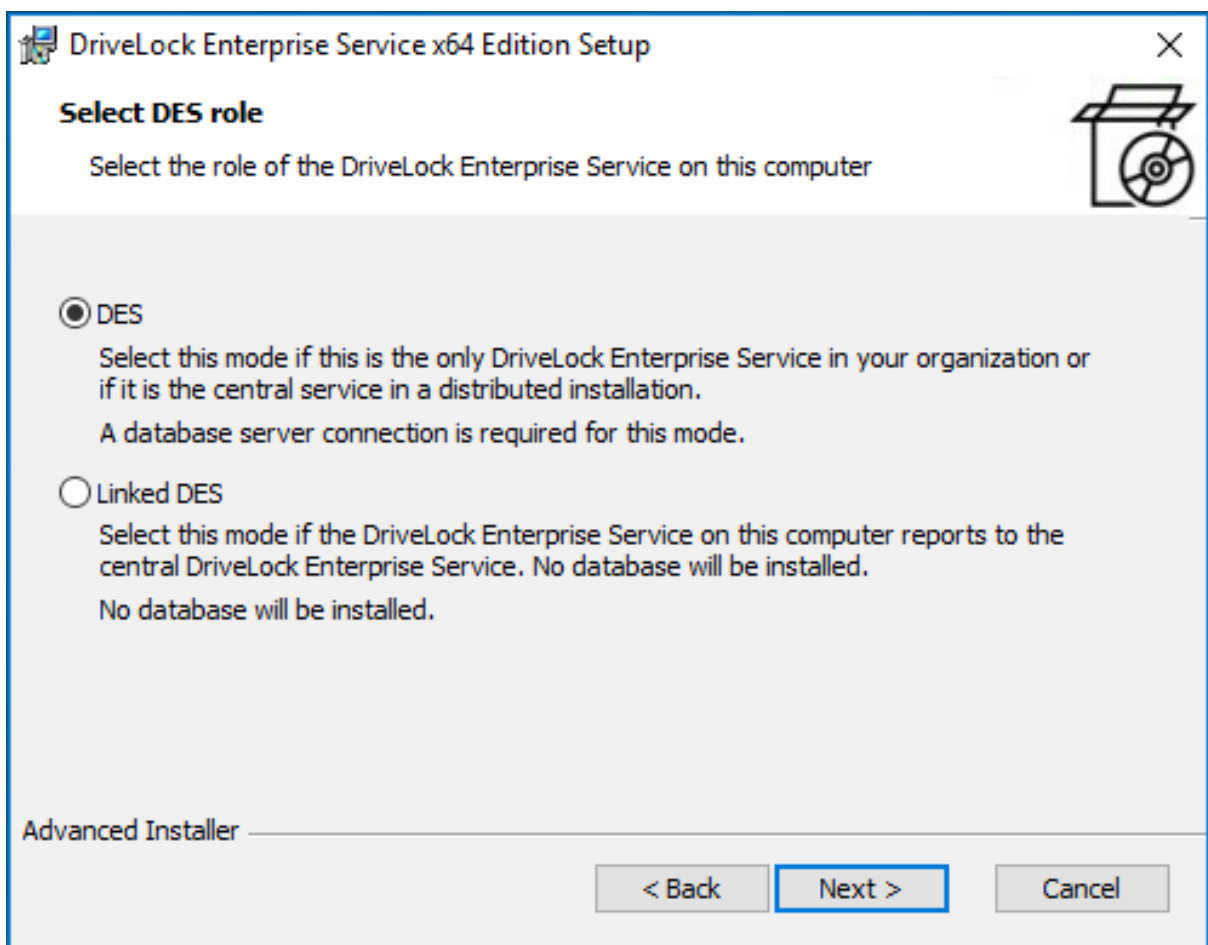 DriveLock Enterprise Service x64 Edition Setup
Select DES role
Select the role of the DriveLock Enterprise Service on this computer
DES
Select this mode if this is the only DriveLock Enterprise Service in your organization or
if it is the central service in a distributed installation.
A database server connection is required for this mode.
Linked DES
Select this mode if the DriveLock Enterprise Service on this computer reports to the
central DriveLock Enterprise Service. No database will be installed.
No database will be installed.
Advanced Installer
< Back Next > Cancel